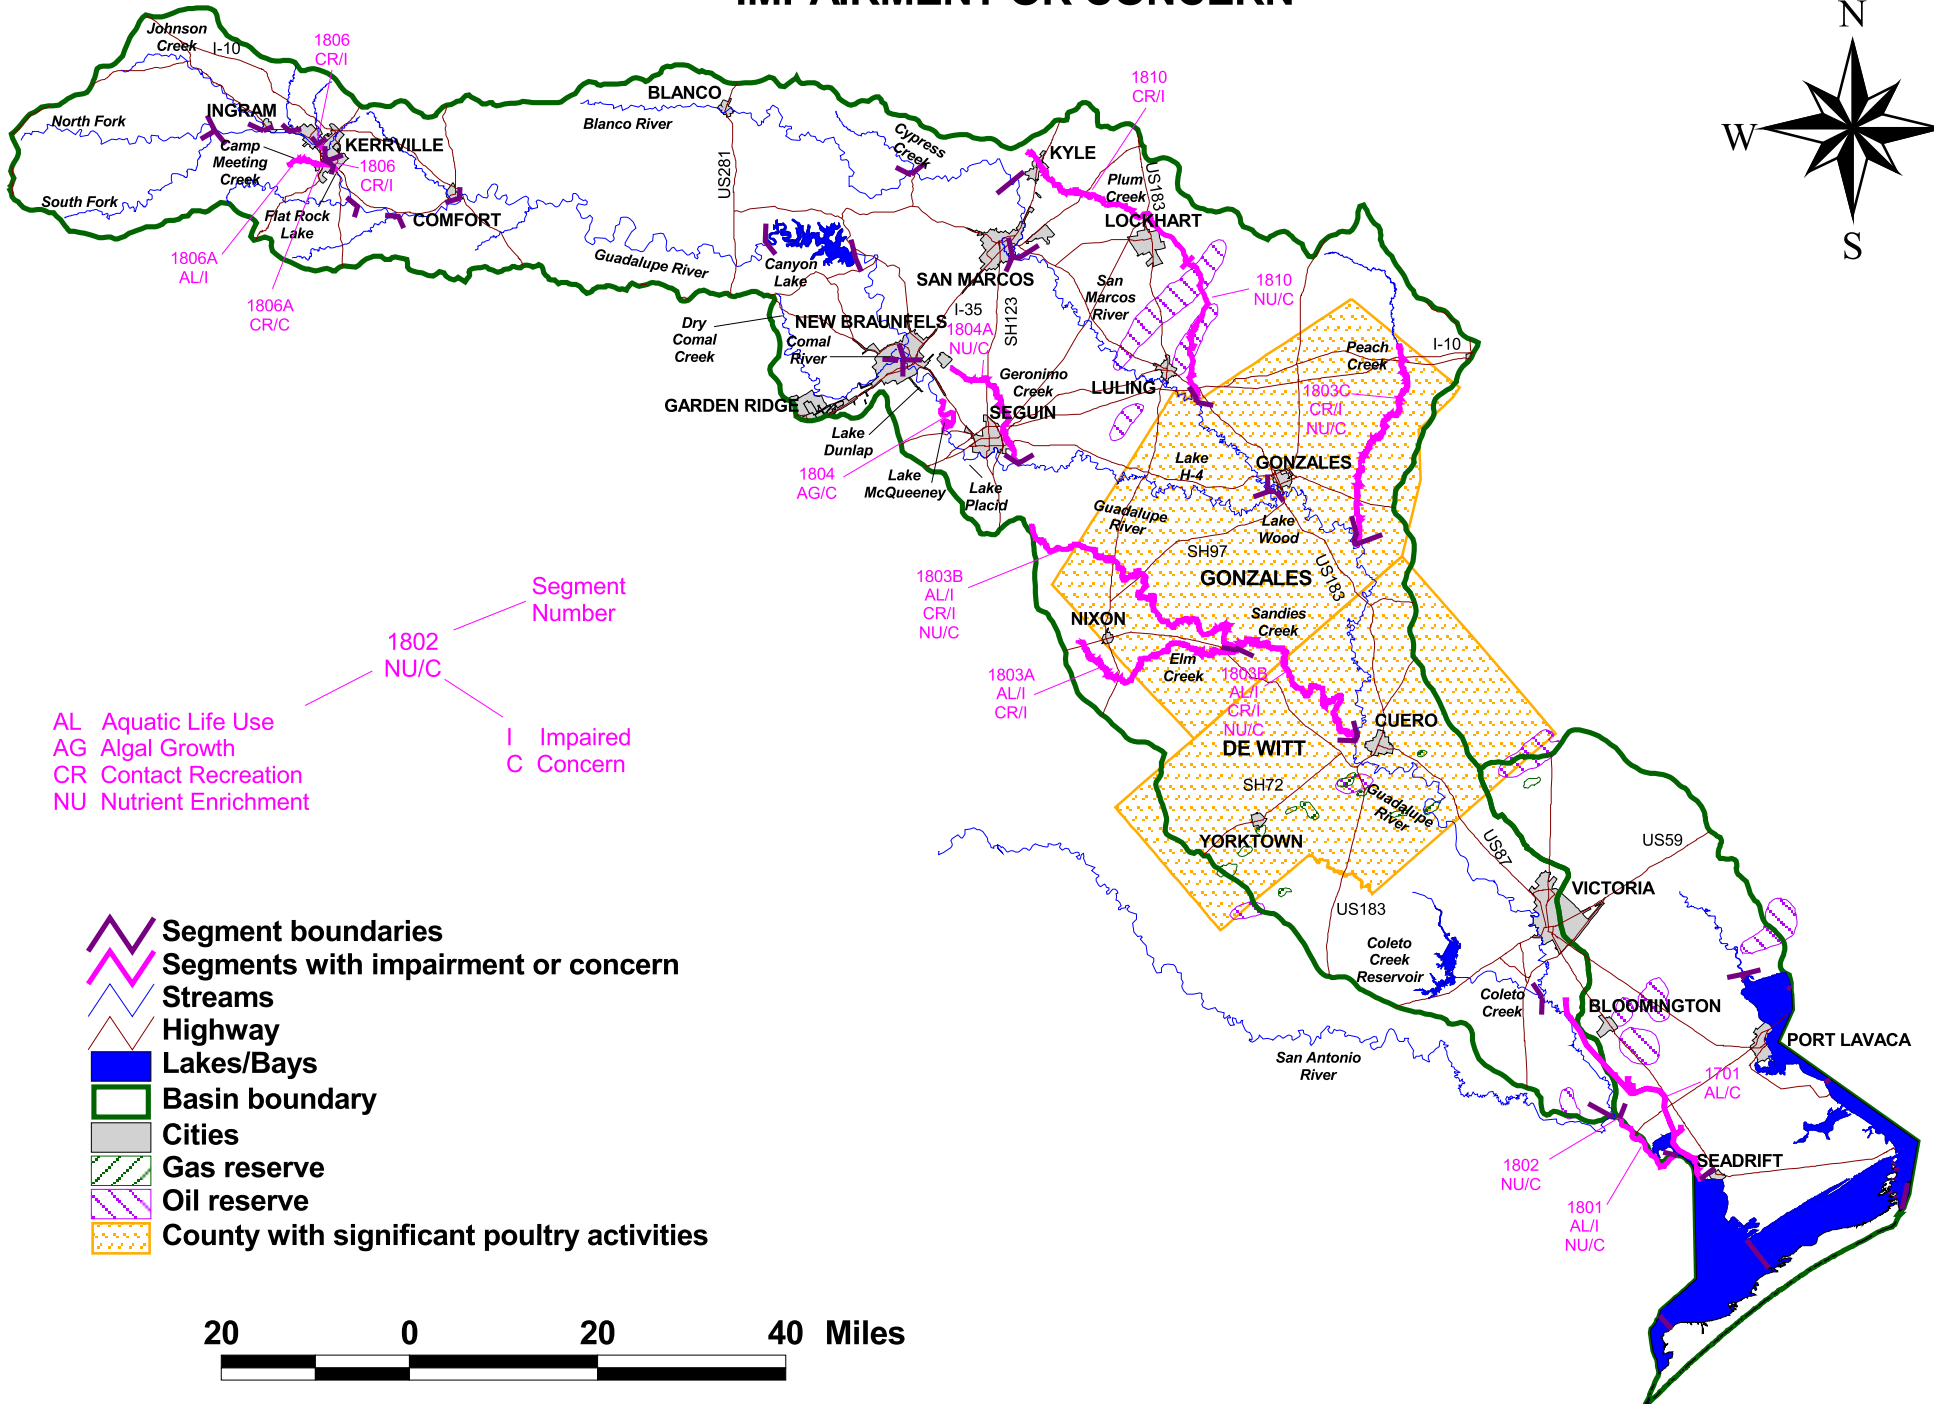 IMPAIRMENT OR CONCERN
N
W
S
Johnson
Creek
I-10
1806
CR/I
North Fork
INGRAM
Camp
Meeting
Creek
KERRVILLE
1806
CR/I
South Fork
Flat Rock
Lake
COMFORT
1806A
AL/I
1806A
CR/C
BLANCO
Blanco River
US281
Cypress
Creek
1810
CR/I
KYLE
Plum
Creek
US183
LOCKHART
Guadalupe River
Canyon
Lake
SAN MARCOS
San
Marcos
River
1810
NU/C
Dry
Comal
Creek
NEW BRAUNFELS
Comal
River
I-35
1804A
NU/C
SH123
Geronimo
Creek
LULING
Peach
Creek
I-10
GARDEN RIDGE
SEGUIN
1803C
CR/I
NU/C
Lake
Dunlap
1804
AG/C
Lake
McQueeney
Lake
Placid
Lake
H-4
GONZALES
Guadalupe
River
Lake
Wood
SH97
GONZALES
US183
1803B
AL/I
CR/I
NU/C
NIXON
Sandies
Creek
Elm
Creek
1803A
AL/I
CR/I
1803B
AL/I
CR/I
NU/C
CUERO
DE WITT
SH72
Guadalupe
River
YORKTOWN
US87
US59
VICTORIA
US183
Coleto
Creek
Reservoir
Coleto
Creek
BLOOMINGTON
PORT LAVACA
San Antonio
River
1701
AL/C
1802
NU/C
SEADRIFT
1801
AL/I
NU/C
Segment
Number
1802
NU/C
AL Aquatic Life Use
AG Algal Growth
CR Contact Recreation
NU Nutrient Enrichment
I Impaired
C Concern
Segment boundaries
Segments with impairment or concern
Streams
Highway
Lakes/Bays
Basin boundary
Cities
Gas reserve
Oil reserve
County with significant poultry activities
20 0 20 40 Miles